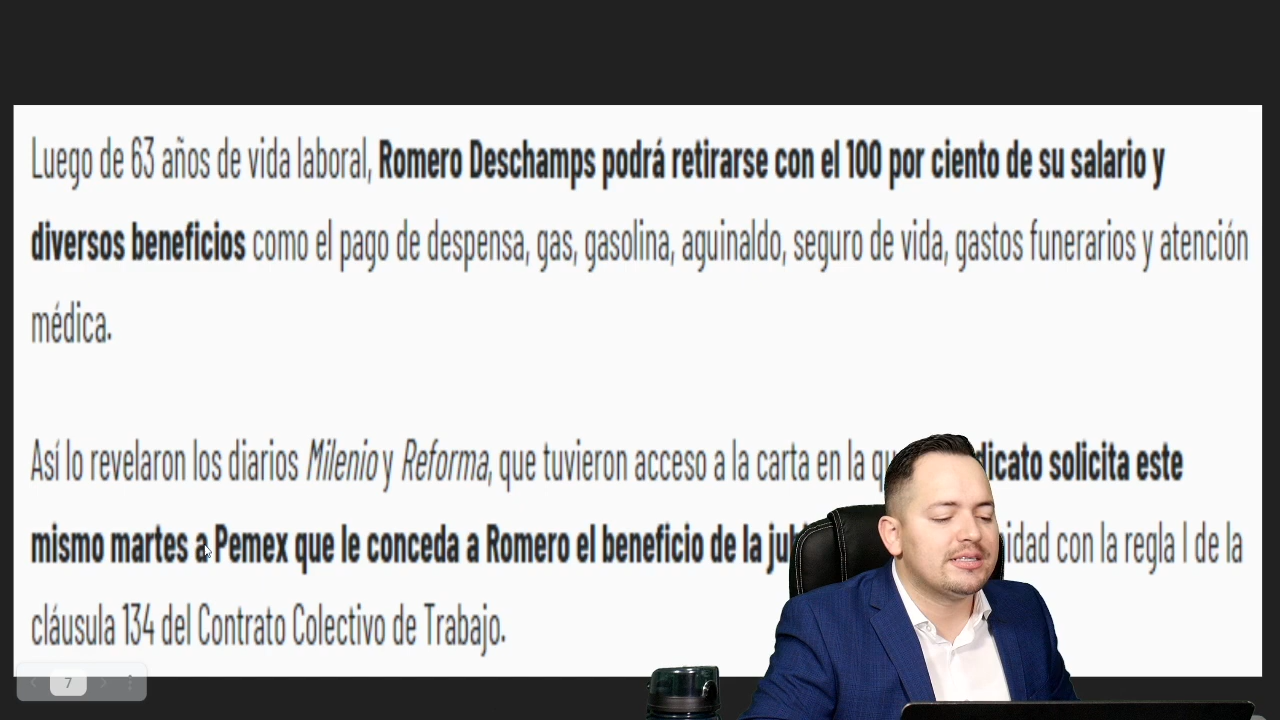 Luego de 63 años de vida laboral, Romero Deschamps podrá retirarse con el 100 por ciento de su salario y
diversos beneficios como el pago de despensa, gas, gasolina, aguinaldo, seguro de vida, gastos funerarios y atención
médica.
Así lo revelaron los diarios Milenio y Reforma, que tuvieron acceso a la carta en la solicita este
mismo martes a Pemex que le conceda a Romero el beneficio de la con la regla I de la
cláusula 134 del Contrato Colectivo de Trabajo.
7